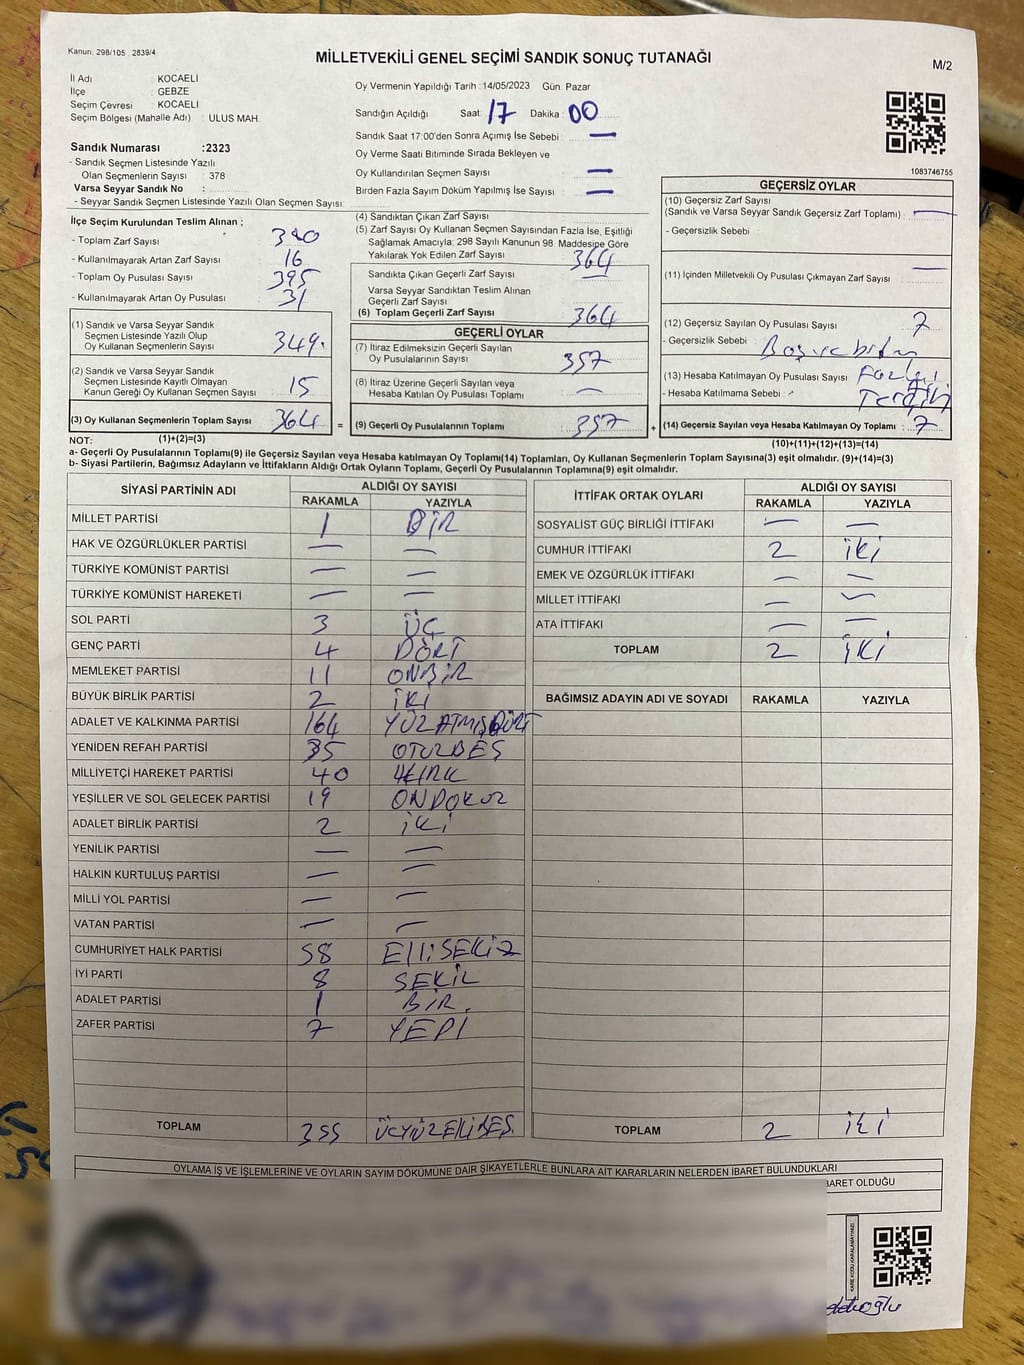 Kanun: 298/105 , 2839/4
MİLLETVEKİLİ GENEL SEÇİMİ SANDIK SONUÇ TUTANAĞI
M/2
İl Adı : KOCAELİ
İlçe : GEBZE
Seçim Çevresi : KOCAELİ
Seçim Bölgesi (Mahalle Adı) : ULUS MAH.
Sandık Numarası :2323
- Sandık Seçmen Listesinde Yazılı
Olan Seçmenlerin Sayısı : 378
Varsa Seyyar Sandık No :
- Seyyar Sandık Seçmen Listesinde Yazılı Olan Seçmen Sayısı:
Oy Vermenin Yapıldığı Tarih :14/05/2023 Gün: Pazar
Sandığın Açıldığı Saat: 17 Dakika: 00
Sandık Saat 17:00'den Sonra Açımış İse Sebebi : —
Oy Verme Saati Bitiminde Sırada Bekleyen ve
Oy Kullandırılan Seçmen Sayısı : —
Birden Fazla Sayım Döküm Yapılmış İse Sayısı : —
1083746755
İlçe Seçim Kurulundan Teslim Alınan ;
- Toplam Zarf Sayısı : 380
- Kullanılmayarak Artan Zarf Sayısı : 16
- Toplam Oy Pusulası Sayısı : 395
- Kullanılmayarak Artan Oy Pusulası : 31
(1) Sandık ve Varsa Seyyar Sandık
Seçmen Listesinde Yazılı Olup
Oy Kullanan Seçmenlerin Sayısı : 349.
(2) Sandık ve Varsa Seyyar Sandık
Seçmen Listesinde Kayıtlı Olmayan
Kanun Gereği Oy Kullanan Seçmen Sayısı : 15
(3) Oy Kullanan Seçmenlerin Toplam Sayısı : 364 =
(4) Sandıktan Çıkan Zarf Sayısı :
(5) Zarf Sayısı Oy Kullanan Seçmen Sayısından Fazla İse, Eşitliği
Sağlamak Amacıyla; 298 Sayılı Kanunun 98. Maddesine Göre
Yakılarak Yok Edilen Zarf Sayısı : 364
Sandıkta Çıkan Geçerli Zarf Sayısı : —
Varsa Seyyar Sandıktan Teslim Alınan
Geçerli Zarf Sayısı :
(6) Toplam Geçerli Zarf Sayısı : 364
GEÇERLİ OYLAR
(7) İtiraz Edilmeksizin Geçerli Sayılan
Oy Pusulalarının Sayısı : 357
(8) İtiraz Üzerine Geçerli Sayılan veya
Hesaba Katılan Oy Pusulası Toplamı : —
(9) Geçerli Oy Pusulalarının Toplamı : 357 +
GEÇERSİZ OYLAR
(10) Geçersiz Zarf Sayısı
(Sandık ve Varsa Seyyar Sandık Geçersiz Zarf Toplamı) : —
- Geçersizlik Sebebi :
(11) İçinden Milletvekili Oy Pusulası Çıkmayan Zarf Sayısı : —
(12) Geçersiz Sayılan Oy Pusulası Sayısı : 7
- Geçersizlik Sebebi : Boş ve birden
(13) Hesaba Katılmayan Oy Pusulası Sayısı : Fazla
- Hesaba Katılmama Sebebi : Tercih
(14) Geçersiz Sayılan veya Hesaba Katılmayan Oy Toplamı : 7
NOT: (1)+(2)=(3) (10)+(11)+(12)+(13)=(14)
a- Geçerli Oy Pusulalarının Toplamı(9) ile Geçersiz Sayılan veya Hesaba katılmayan Oy Toplamı(14) Toplamları, Oy Kullanan Seçmenlerin Toplam Sayısına(3) eşit olmalıdır. (9)+(14)=(3)
b- Siyasi Partilerin, Bağımsız Adayların ve İttifakların Aldığı Ortak Oyların Toplamı, Geçerli Oy Pusulalarının Toplamına(9) eşit olmalıdır.
SİYASİ PARTİNİN ADI ALDIĞI OY SAYISI
RAKAMLA YAZIYLA
MİLLET PARTİSİ 1 BİR
HAK VE ÖZGÜRLÜKLER PARTİSİ — —
TÜRKİYE KOMÜNİST PARTİSİ — —
TÜRKİYE KOMÜNİST HAREKETİ — —
SOL PARTİ 3 ÜÇ
GENÇ PARTİ 4 DÖRT
MEMLEKET PARTİSİ 11 ONBİR
BÜYÜK BİRLİK PARTİSİ 2 İKİ
ADALET VE KALKINMA PARTİSİ 164 YÜZATMIŞDÖRT
YENİDEN REFAH PARTİSİ 35 OTUZBEŞ
MİLLİYETÇİ HAREKET PARTİSİ 40 KIRK
YEŞİLLER VE SOL GELECEK PARTİSİ 19 ONDOKUZ
ADALET BİRLİK PARTİSİ 2 İKİ
YENİLİK PARTİSİ — —
HALKIN KURTULUŞ PARTİSİ — —
MİLLİ YOL PARTİSİ — —
VATAN PARTİSİ — —
CUMHURİYET HALK PARTİSİ 58 ELLİSEKİZ
İYİ PARTİ 8 SEKİZ
ADALET PARTİSİ 1 BİR.
ZAFER PARTİSİ 7 YEDİ
TOPLAM 355 ÜÇYÜZELLİBEŞ
İTTİFAK ORTAK OYLARI ALDIĞI OY SAYISI
RAKAMLA YAZIYLA
SOSYALİST GÜÇ BİRLİĞİ İTTİFAKI — —
CUMHUR İTTİFAKI 2 İKİ
EMEK VE ÖZGÜRLÜK İTTİFAKI — —
MİLLET İTTİFAKI — —
ATA İTTİFAKI — —
TOPLAM 2 İKİ
BAĞIMSIZ ADAYIN ADI VE SOYADI RAKAMLA YAZIYLA
TOPLAM 2 İKİ
OYLAMA İŞ VE İŞLEMLERİNE VE OYLARIN SAYIM DÖKÜMÜNE DAİR ŞİKAYETLERLE BUNLARA AİT KARARLARIN NELERDEN İBARET BULUNDUKLARI
BARET OLDUĞU
KARE KODU KARALAMAYINIZ!